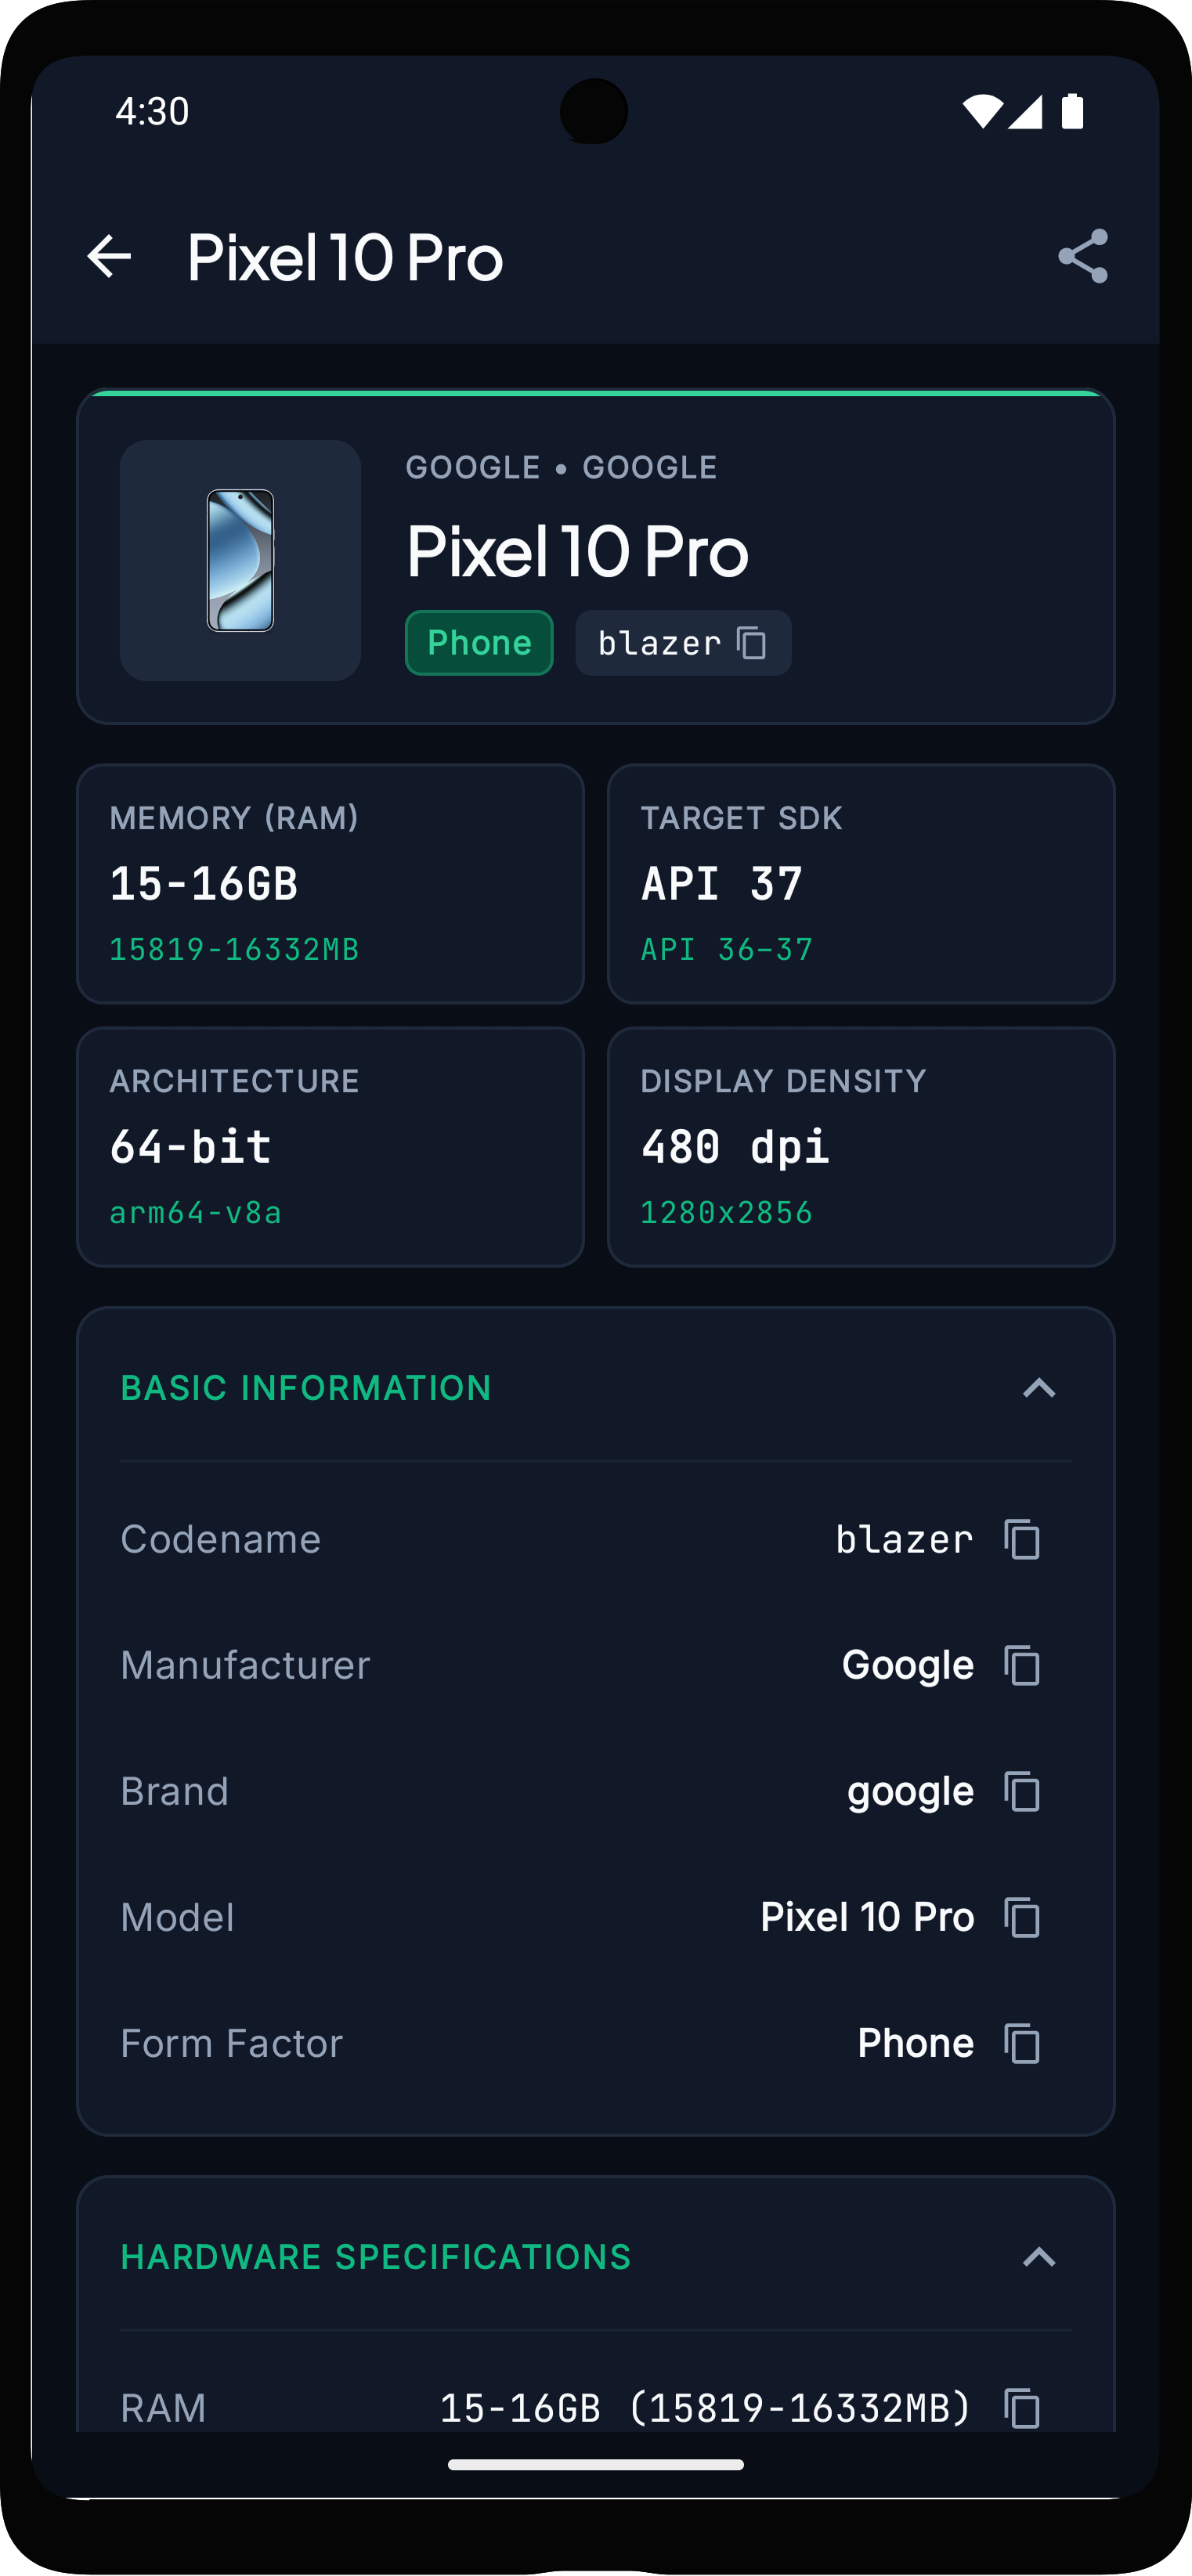 4:30
Pixel 10 Pro
GOOGLE • GOOGLE
Pixel 10 Pro
Phone
blazer
MEMORY (RAM)
15-16GB
15819-16332MB
TARGET SDK
API 37
API 36–37
ARCHITECTURE
64-bit
arm64-v8a
DISPLAY DENSITY
480 dpi
1280x2856
BASIC INFORMATION
Codename blazer
Manufacturer Google
Brand google
Model Pixel 10 Pro
Form Factor Phone
HARDWARE SPECIFICATIONS
RAM 15-16GB (15819-16332MB)